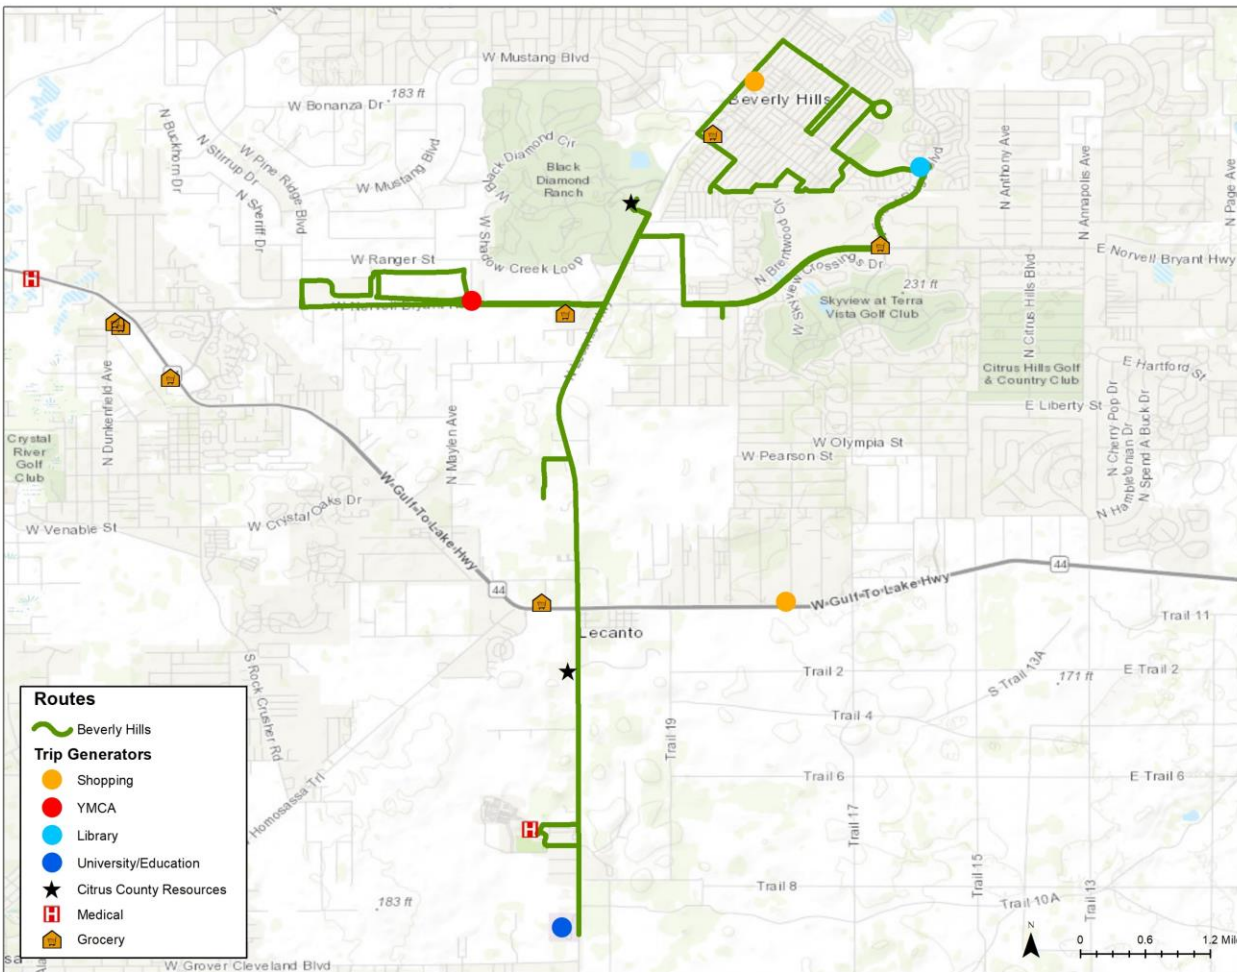 W Mustang Blvd
183 ft
W Bonanza Dr
Beverly Hills
N Buckhorn Dr
N Stirrup Dr
W Pine Ridge Blvd
W Mustang Blvd
N Sheriff Dr
W Black Diamond Cir
Black
Diamond
Ranch
N Anthony Ave
N Annapolis Ave
N Page Ave
W Shadow Creek Loop
W Ranger St
N Brentwood Cir
W Skyview Crossings Dr
E Norvell Bryant Hwy
231 ft
Skyview at Terra
Vista Golf Club
N Citrus Hills Blvd
W Norvell Bryant Hwy
Citrus Hills Golf
& Country Club
E Hartford St
E Liberty St
N Dunkenfield Ave
N Maylen Ave
Crystal
River
Golf
Club
W Olympia St
W Pearson St
N Cherry Pop Dr
N Hambletonian Dr
N Spend A Buck Dr
W Crystal Oaks Dr
W Venable St
W Gulf To Lake Hwy
44
44
W Gulf To Lake Hwy
Lecanto
Trail 11
Trail 2
S Trail 13A
E Trail 2
171 ft
S Rock Crusher Rd
Trail 4
Trail 19
Trail 6
E Trail 6
Homosassa Trl
Trail 17
Trail 15
Trail 13
Trail 8
Trail 10A
183 ft
W Grover Cleveland Blvd
Routes
Beverly Hills
Trip Generators
Shopping
YMCA
Library
University/Education
Citrus County Resources
H Medical
Grocery
H
H
N
0 0.6 1.2 Mile